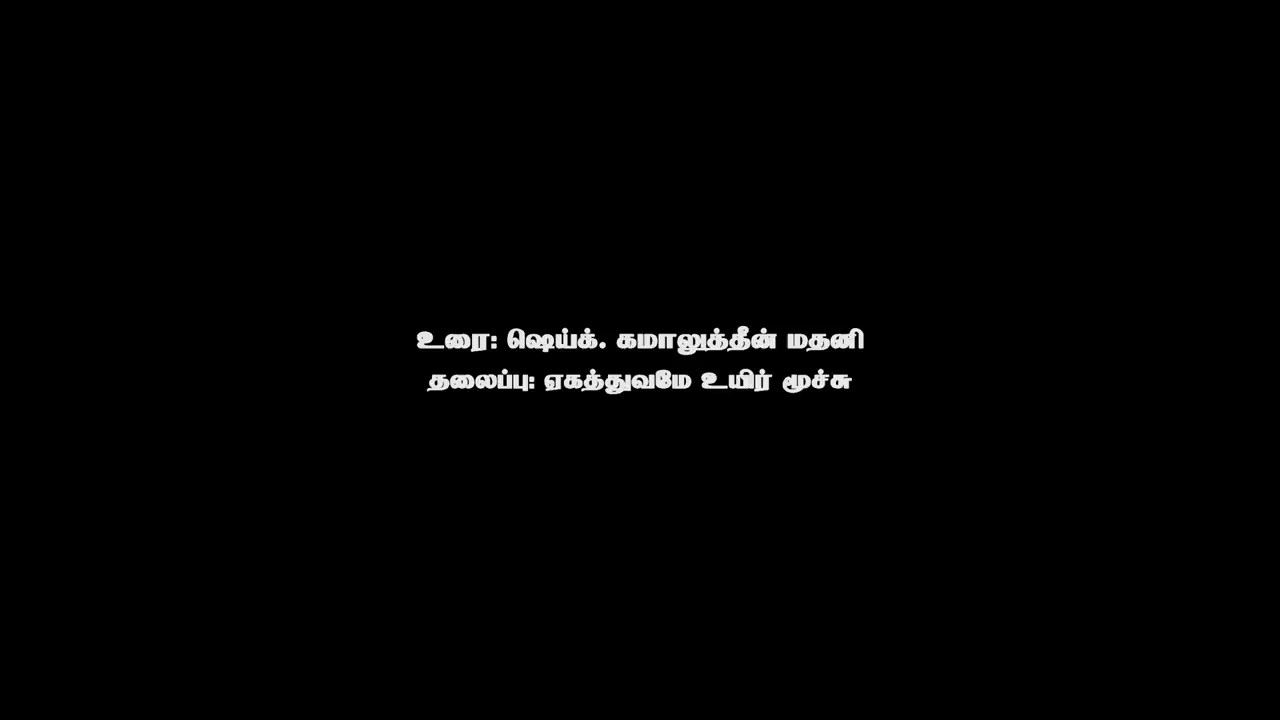 உரை: ஷெய்க். கமாலுத்தீன் மதனி
தலைப்பு: ஏகத்துவமே உயிர் மூச்சு